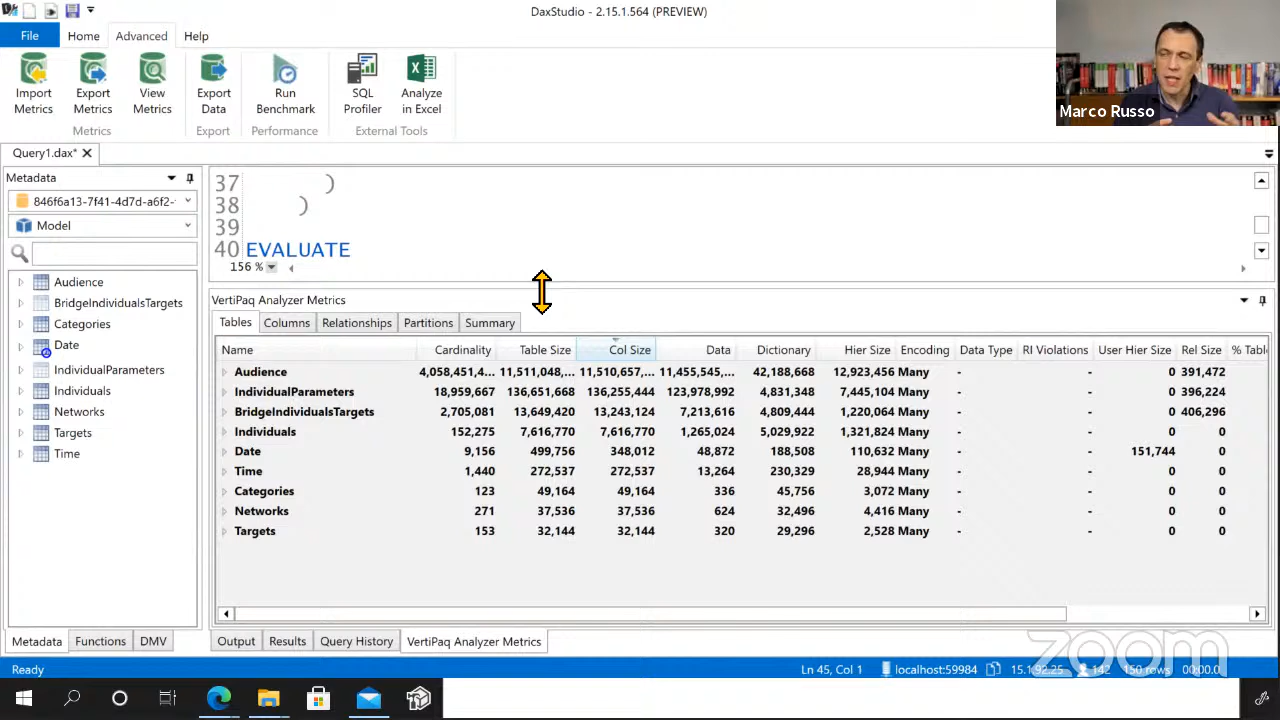 DaxStudio - 2.15.1.564 (PREVIEW)
File Home Advanced Help
Import Metrics
Export Metrics
View Metrics
Export Data
Run Benchmark
SQL Profiler
Analyze in Excel
Metrics Export Performance External Tools
Marco Russo
Query1.dax*
Metadata
846f6a13-7f41-4d7d-a6f2-
Model
Audience
BridgeIndividualsTargets
Categories
Date
IndividualParameters
Individuals
Networks
Targets
Time
37 )
38 )
39
40 EVALUATE
156 %
VertiPaq Analyzer Metrics
Tables Columns Relationships Partitions Summary
Name Cardinality Table Size Col Size Data Dictionary Hier Size Encoding Data Type RI Violations User Hier Size Rel Size % Tabl
Audience 4,058,451,4... 11,511,048,... 11,510,657,... 11,455,545,... 42,188,668 12,923,456 Many - - 0 391,472
IndividualParameters 18,959,667 136,651,668 136,255,444 123,978,992 4,831,348 7,445,104 Many - - 0 396,224
BridgeIndividualsTargets 2,705,081 13,649,420 13,243,124 7,213,616 4,809,444 1,220,064 Many - - 0 406,296
Individuals 152,275 7,616,770 7,616,770 1,265,024 5,029,922 1,321,824 Many - - 0 0
Date 9,156 499,756 348,012 48,872 188,508 110,632 Many - - 151,744 0
Time 1,440 272,537 272,537 13,264 230,329 28,944 Many - - 0 0
Categories 123 49,164 49,164 336 45,756 3,072 Many - - 0 0
Networks 271 37,536 37,536 624 32,496 4,416 Many - - 0 0
Targets 153 32,144 32,144 320 29,296 2,528 Many - - 0 0
Metadata Functions DMV
Output Results Query History VertiPaq Analyzer Metrics
zoom
Ready Ln 45, Col 1 localhost:59984 15.1.92.25 142 150 rows 00:00.0